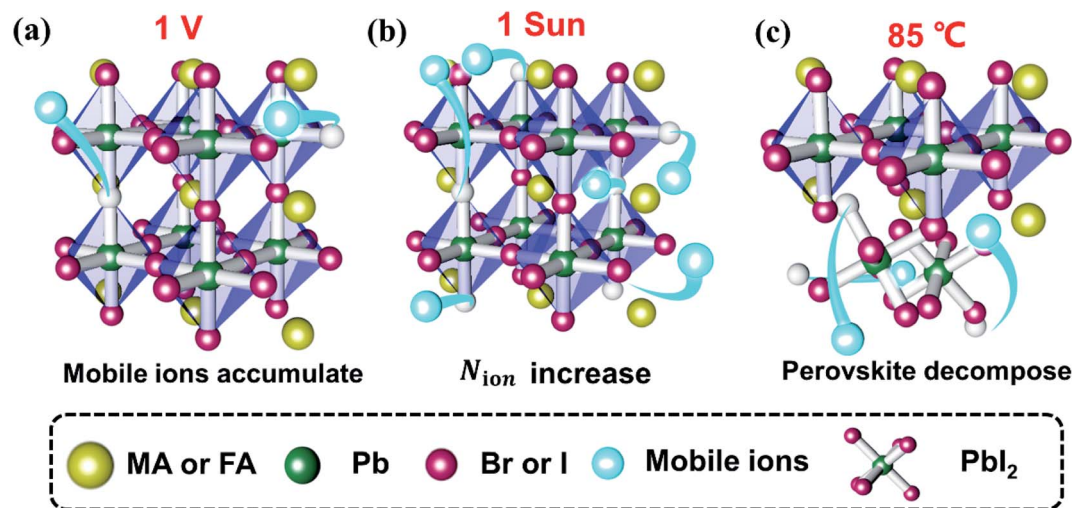 (a) 1 V
(b) 1 Sun
(c) 85 ℃
Mobile ions accumulate
N_ion increase
Perovskite decompose
MA or FA
Pb
Br or I
Mobile ions
PbI₂